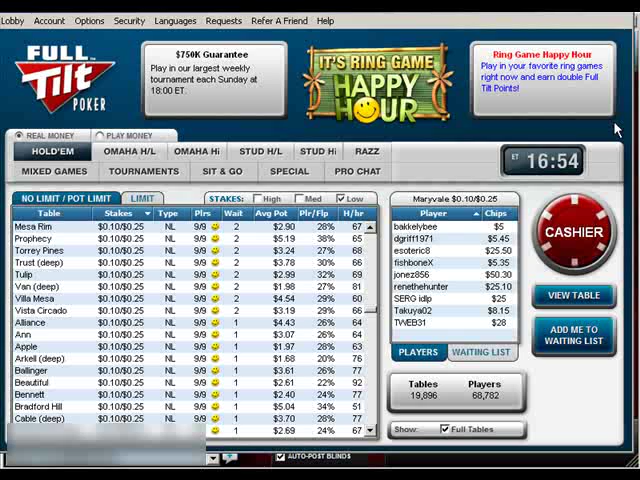 Lobby Account Options Security Languages Requests Refer A Friend Help
FULL
TiLT
POKER
$750K Guarantee
Play in our largest weekly
tournament each Sunday at
18:00 ET.
IT'S RING GAME
HAPPY
HOUR
Ring Game Happy Hour
Play in your favorite ring games
right now and earn double Full
Tilt Points!
REAL MONEY PLAY MONEY
HOLD'EM OMAHA H/L OMAHA Hi STUD H/L STUD Hi RAZZ
MIXED GAMES TOURNAMENTS SIT & GO SPECIAL PRO CHAT
ET 16:54
NO LIMIT / POT LIMIT LIMIT STAKES: High Med Low
Table Stakes Type Plrs Wait Avg Pot Plr/Flp H/hr
Mesa Rim $0.10/$0.25 NL 9/9 2 $2.90 28% 67
Prophecy $0.10/$0.25 NL 9/9 2 $5.19 38% 65
Torrey Pines $0.10/$0.25 NL 9/9 2 $3.24 27% 68
Trust (deep) $0.10/$0.25 NL 9/9 2 $3.78 30% 66
Tulip $0.10/$0.25 NL 9/9 2 $2.99 32% 69
Van (deep) $0.10/$0.25 NL 9/9 2 $1.98 27% 81
Villa Mesa $0.10/$0.25 NL 9/9 2 $4.54 29% 60
Vista Circado $0.10/$0.25 NL 9/9 2 $3.19 29% 66
Alliance $0.10/$0.25 NL 9/9 1 $4.43 26% 64
Ann $0.10/$0.25 NL 9/9 1 $3.07 26% 74
Apple $0.10/$0.25 NL 9/9 1 $1.97 28% 63
Arkell (deep) $0.10/$0.25 NL 9/9 1 $1.68 20% 76
Ballinger $0.10/$0.25 NL 9/9 1 $3.61 26% 77
Beautiful $0.10/$0.25 NL 9/9 1 $2.61 22% 92
Bennett $0.10/$0.25 NL 9/9 1 $2.40 24% 77
Bradford Hill $0.10/$0.25 NL 9/9 1 $5.04 34% 51
Cable (deep) $0.10/$0.25 NL 9/9 1 $3.70 28% 77
1 $2.69 24% 67
Maryvale $0.10/$0.25
Player Chips
bakkelybee $5
dgriff1971 $5.45
esoteric8 $25.50
fishboneX $5.35
jonez856 $50.30
renethehunter $25.10
SERG idlp $25
Takuya02 $8.15
TWEB31 $28
PLAYERS WAITING LIST
Tables Players
19,896 68,782
Show: Full Tables
CASHIER
VIEW TABLE
ADD ME TO
WAITING LIST
AUTO-POST BLINDS